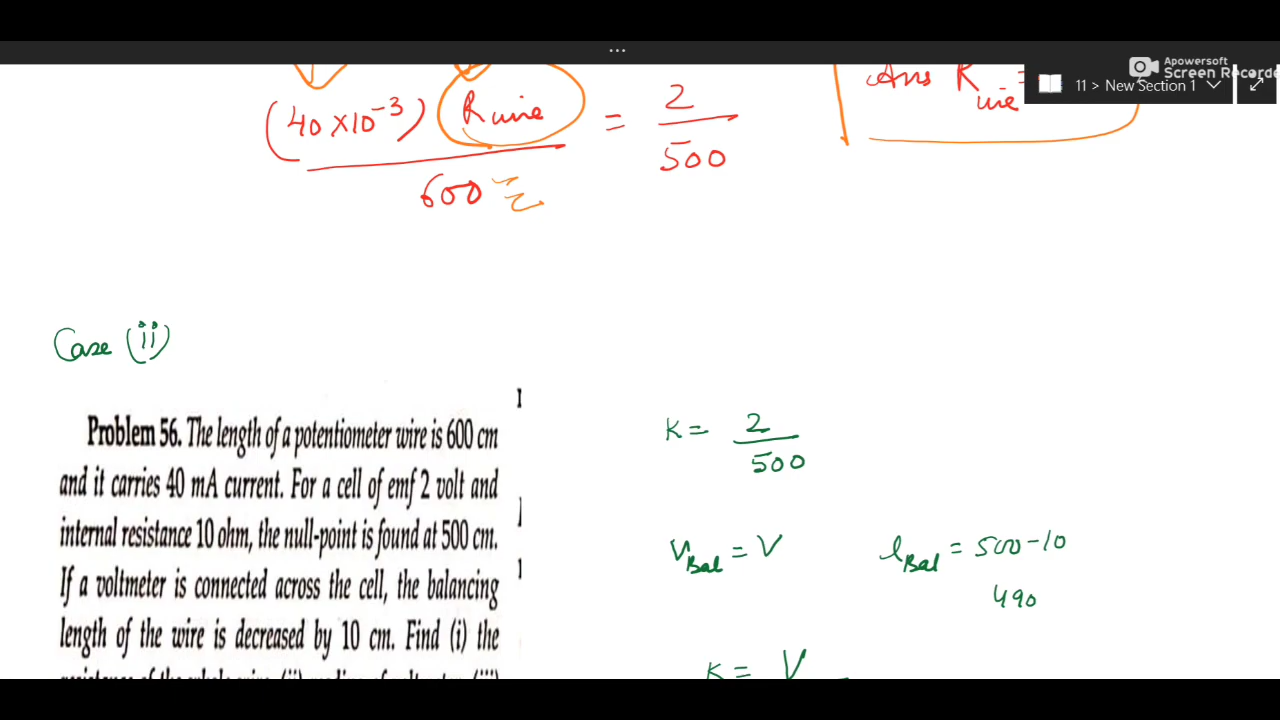 Apowersoft
Screen Recorde
11 > New Section 1
Ans R wire =
(40 × 10⁻³) Rwire = 2
600 500
Case (ii)
Problem 56. The length of a potentiometer wire is 600 cm
and it carries 40 mA current. For a cell of emf 2 volt and
internal resistance 10 ohm, the null-point is found at 500 cm.
If a voltmeter is connected across the cell, the balancing
length of the wire is decreased by 10 cm. Find (i) the
K = 2
500
VBal = V
lBal = 500-10
490
K = V